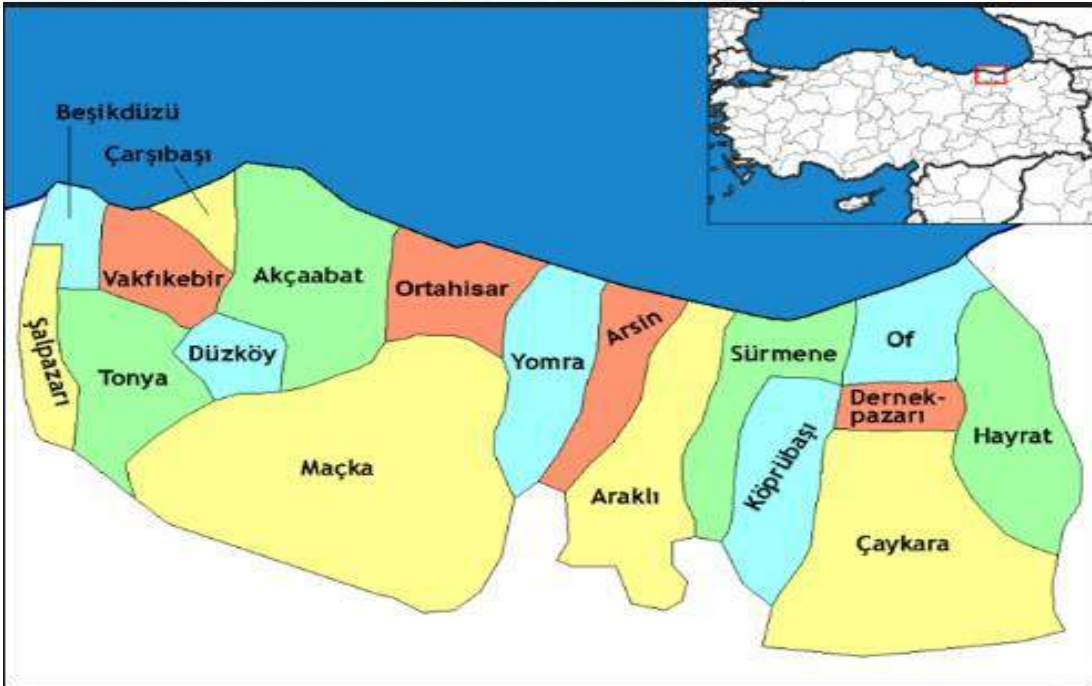 Beşikdüzü
Çarşıbaşı
Vakfıkebir
Akçaabat
Ortahisar
Şalpazarı
Tonya
Düzköy
Yomra
Arsin
Sürmene
Of
Dernek-
pazarı
Hayrat
Maçka
Araklı
Köprübaşı
Çaykara